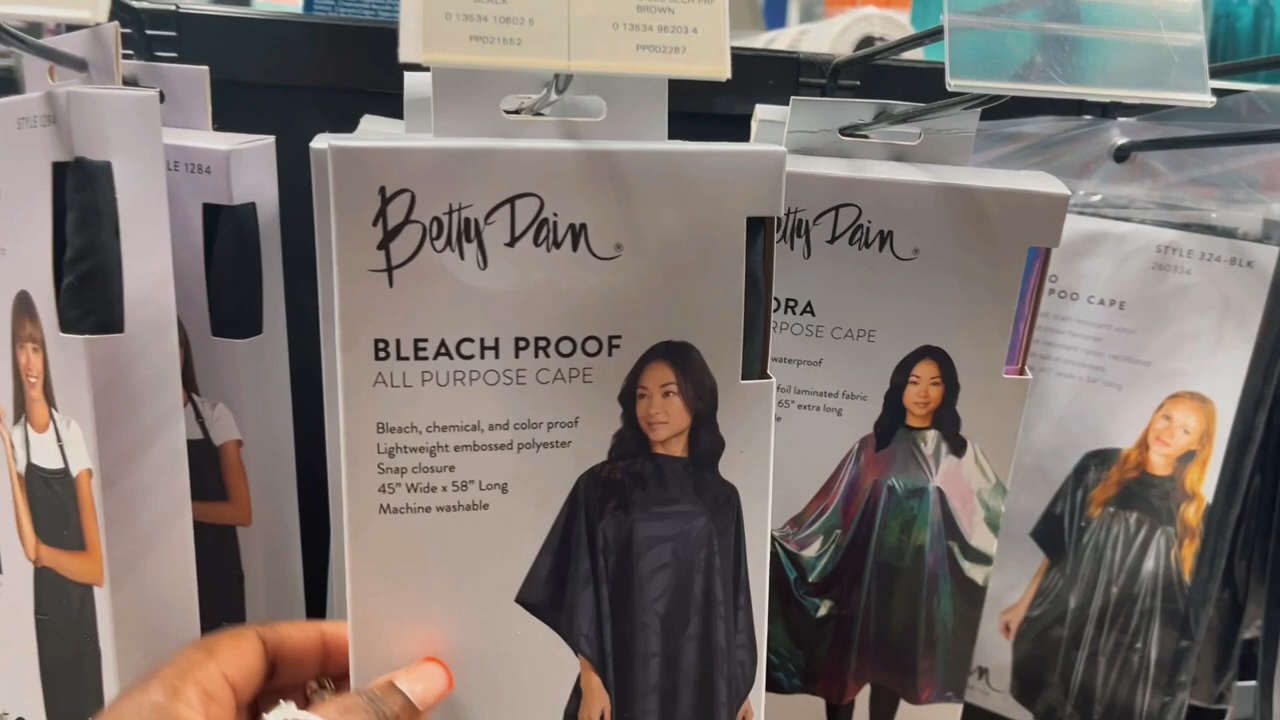 BLACK
0 13534 10602 5
PP021552
BROWN
0 13534 96203 4
PP002287
STYLE 1284
LE 1284
Betty Dain®
BLEACH PROOF
ALL PURPOSE CAPE
Bleach, chemical, and color proof
Lightweight embossed polyester
Snap closure
45" Wide x 58" Long
Machine washable
etty Dain®
ORA
RPOSE CAPE
waterproof
foil laminated fabric
65" extra long
STYLE 324-BLK
260334
POO CAPE